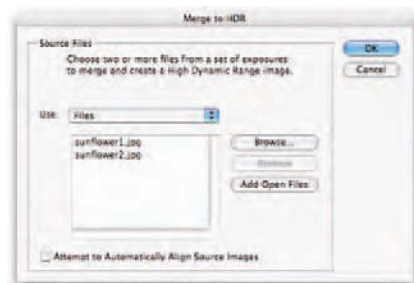 Merge to HDR
Source Files
Choose two or more files from a set of exposures
to merge and create a High Dynamic Range image.
OK
Cancel
Use: Files
sunflower1.jpg
sunflower2.jpg
Browse...
Remove
Add Open Files
Attempt to Automatically Align Source Images